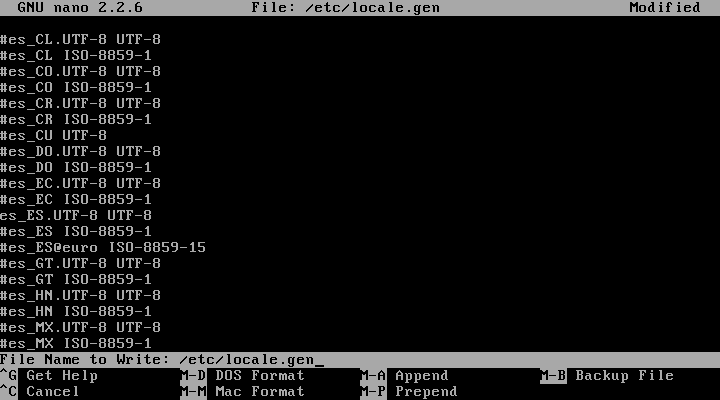 GNU nano 2.2.6 File: /etc/locale.gen Modified
#es_CL.UTF-8 UTF-8
#es_CL ISO-8859-1
#es_CO.UTF-8 UTF-8
#es_CO ISO-8859-1
#es_CR.UTF-8 UTF-8
#es_CR ISO-8859-1
#es_CU UTF-8
#es_DO.UTF-8 UTF-8
#es_DO ISO-8859-1
#es_EC.UTF-8 UTF-8
#es_EC ISO-8859-1
es_ES.UTF-8 UTF-8
#es_ES ISO-8859-1
#es_ES@euro ISO-8859-15
#es_GT.UTF-8 UTF-8
#es_GT ISO-8859-1
#es_HN.UTF-8 UTF-8
#es_HN ISO-8859-1
#es_MX.UTF-8 UTF-8
#es_MX ISO-8859-1
File Name to Write: /etc/locale.gen_
^G Get Help M-D DOS Format M-A Append M-B Backup File
^C Cancel M-M Mac Format M-P Prepend